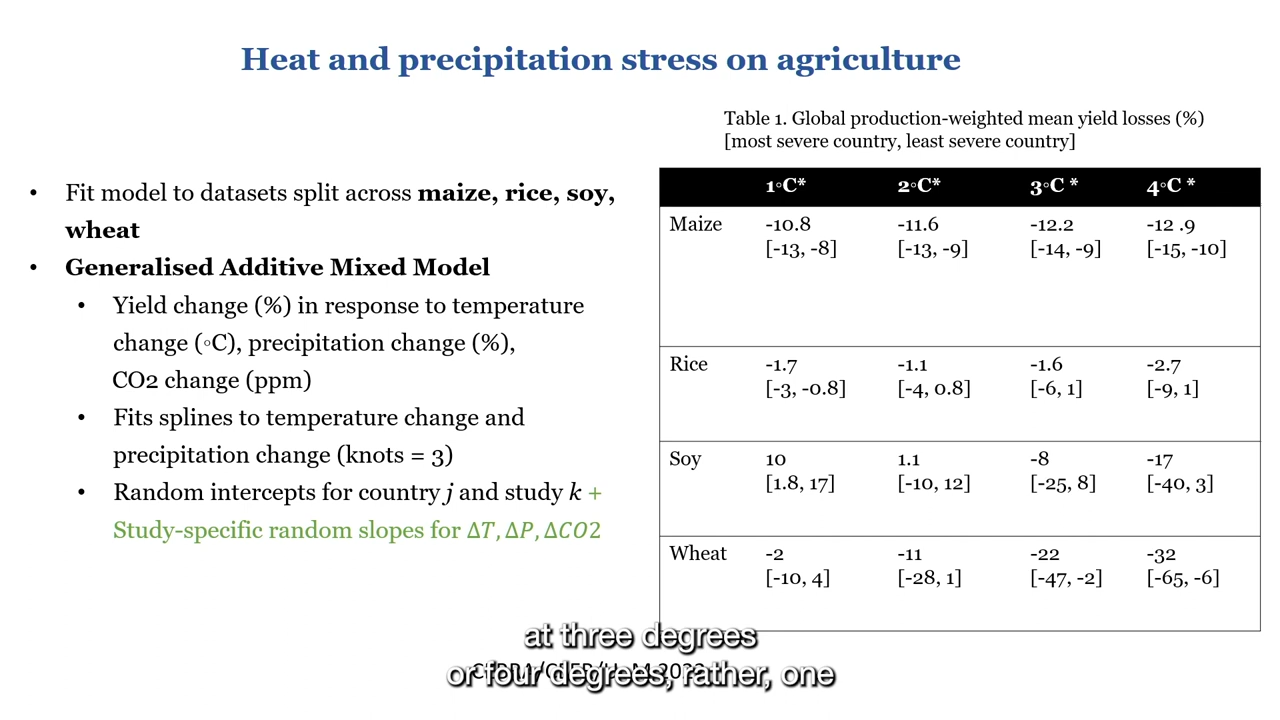 Heat and precipitation stress on agriculture
Table 1. Global production-weighted mean yield losses (%)
[most severe country, least severe country]
• Fit model to datasets split across maize, rice, soy,
wheat
• Generalised Additive Mixed Model
• Yield change (%) in response to temperature
change (◦C), precipitation change (%),
CO2 change (ppm)
• Fits splines to temperature change and
precipitation change (knots = 3)
• Random intercepts for country j and study k +
Study-specific random slopes for ΔT, ΔP, ΔCO2
1◦C* 2◦C* 3◦C * 4◦C *
Maize -10.8 -11.6 -12.2 -12 .9
[-13, -8] [-13, -9] [-14, -9] [-15, -10]
Rice -1.7 -1.1 -1.6 -2.7
[-3, -0.8] [-4, 0.8] [-6, 1] [-9, 1]
Soy 10 1.1 -8 -17
[1.8, 17] [-10, 12] [-25, 8] [-40, 3]
Wheat -2 -11 -22 -32
[-10, 4] [-28, 1] [-47, -2] [-65, -6]
at three degrees
or four degrees, rather, one